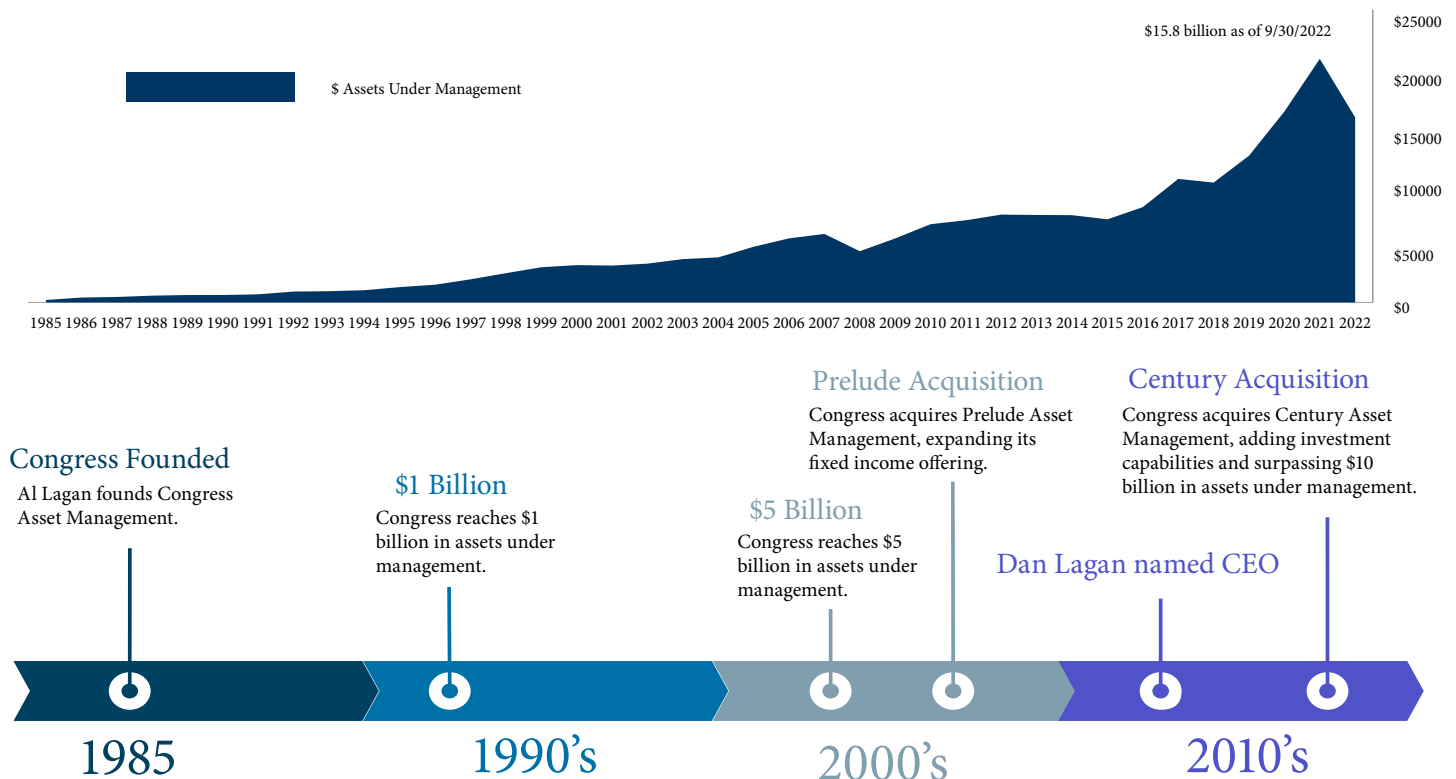 $15.8 billion as of 9/30/2022
$ Assets Under Management
$25000
$20000
$15000
$10000
$5000
$0
1985 1986 1987 1988 1989 1990 1991 1992 1993 1994 1995 1996 1997 1998 1999 2000 2001 2002 2003 2004 2005 2006 2007 2008 2009 2010 2011 2012 2013 2014 2015 2016 2017 2018 2019 2020 2021 2022
Congress Founded
Al Lagan founds Congress
Asset Management.
$1 Billion
Congress reaches $1
billion in assets under
management.
$5 Billion
Congress reaches $5
billion in assets under
management.
Prelude Acquisition
Congress acquires Prelude Asset
Management, expanding its
fixed income offering.
Dan Lagan named CEO
Century Acquisition
Congress acquires Century Asset
Management, adding investment
capabilities and surpassing $10
billion in assets under management.
1985
1990’s
2000’s
2010’s